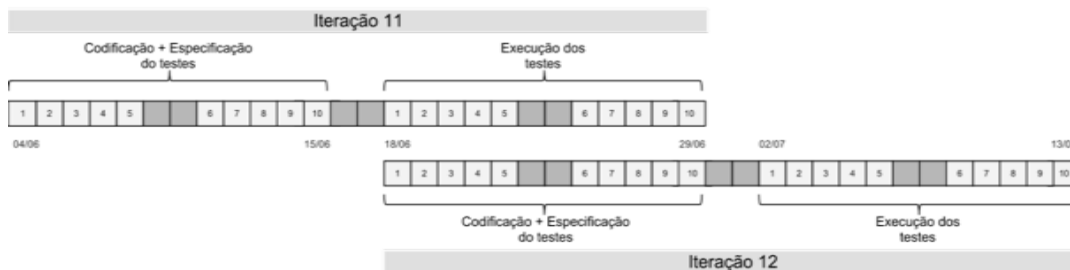 Iteração 11
Codificação + Especificação
do testes
Execução dos
testes
1 2 3 4 5 6 7 8 9 10 1 2 3 4 5 6 7 8 9 10
04/06 15/06 18/06 29/06 02/07 13/0
1 2 3 4 5 6 7 8 9 10 1 2 3 4 5 6 7 8 9 10
Codificação + Especificação
do testes
Execução dos
testes
Iteração 12